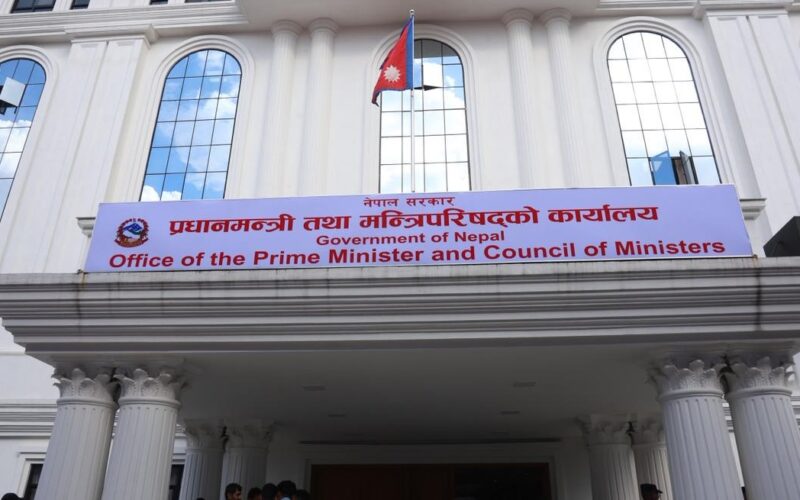 नेपाल सरकार
प्रधानमन्त्री तथा मन्त्रिपरिषद्को कार्यालय
Government of Nepal
Office of the Prime Minister and Council of Ministers